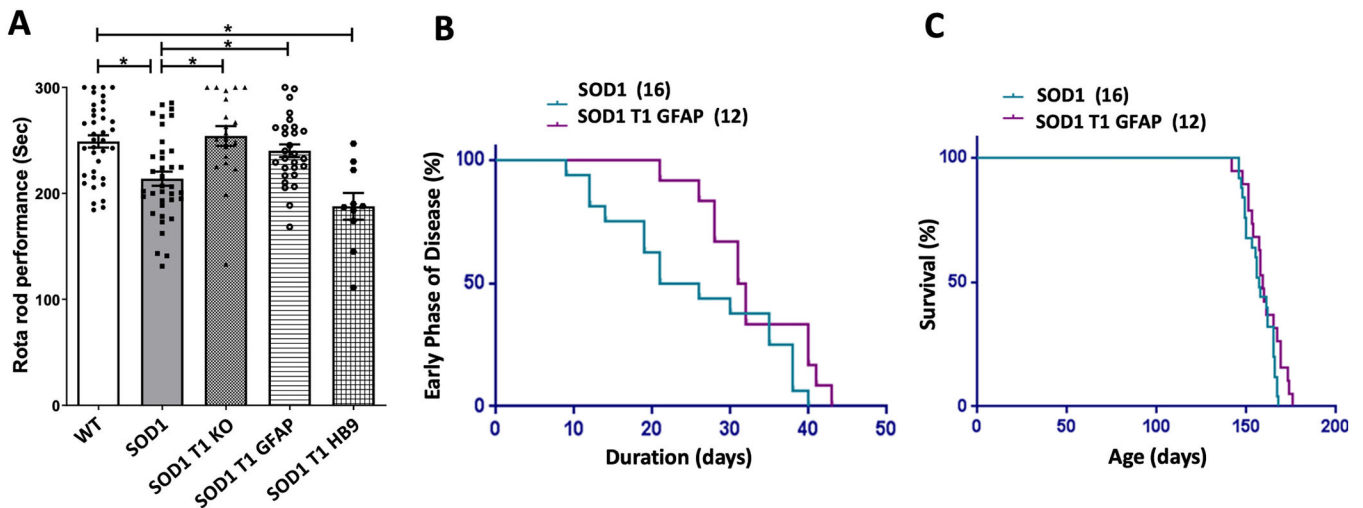 A
*
*
*
*
Rota rod performance (Sec)
300
200
100
0
WT
SOD1
SOD1 T1 KO
SOD1 T1 GFAP
SOD1 T1 HB9
B
SOD1 (16)
SOD1 T1 GFAP (12)
Early Phase of Disease (%)
100
50
0
0 10 20 30 40 50
Duration (days)
C
SOD1 (16)
SOD1 T1 GFAP (12)
Survival (%)
100
50
0
0 50 100 150 200
Age (days)